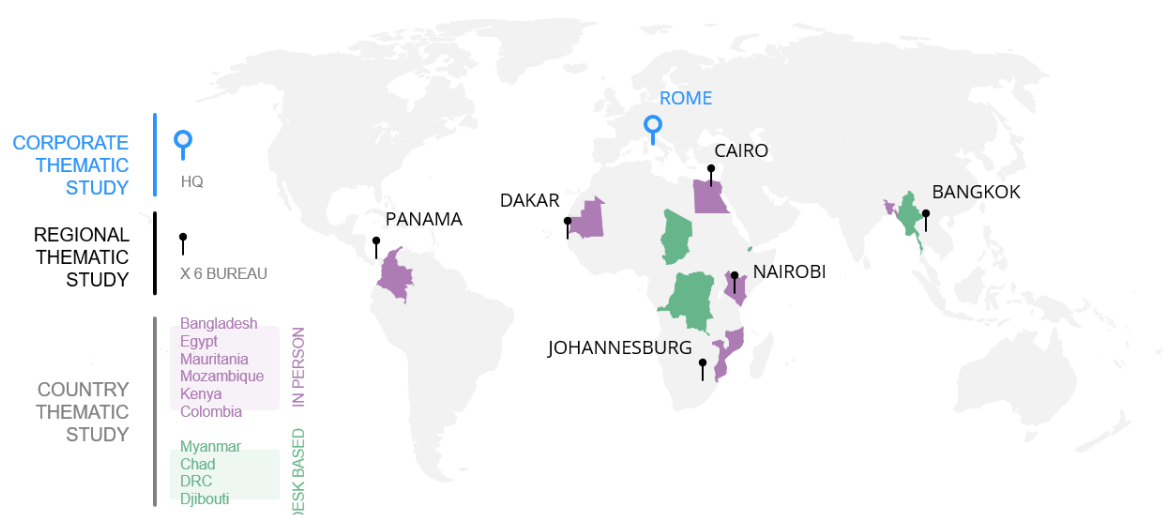 ROME
CAIRO
DAKAR
BANGKOK
PANAMA
NAIROBI
JOHANNESBURG
CORPORATE
THEMATIC
STUDY
HQ
REGIONAL
THEMATIC
STUDY
X 6 BUREAU
COUNTRY
THEMATIC
STUDY
Bangladesh
Egypt
Mauritania
Mozambique
Kenya
Colombia
IN PERSON
Myanmar
Chad
DRC
Djibouti
DESK BASED